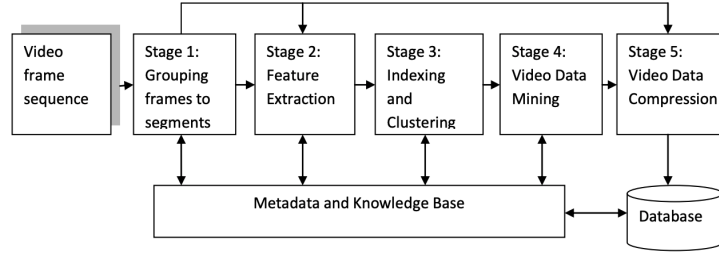 Video
frame
sequence
Stage 1:
Grouping
frames to
segments
Stage 2:
Feature
Extraction
Stage 3:
Indexing
and
Clustering
Stage 4:
Video Data
Mining
Stage 5:
Video Data
Compression
Metadata and Knowledge Base
Database